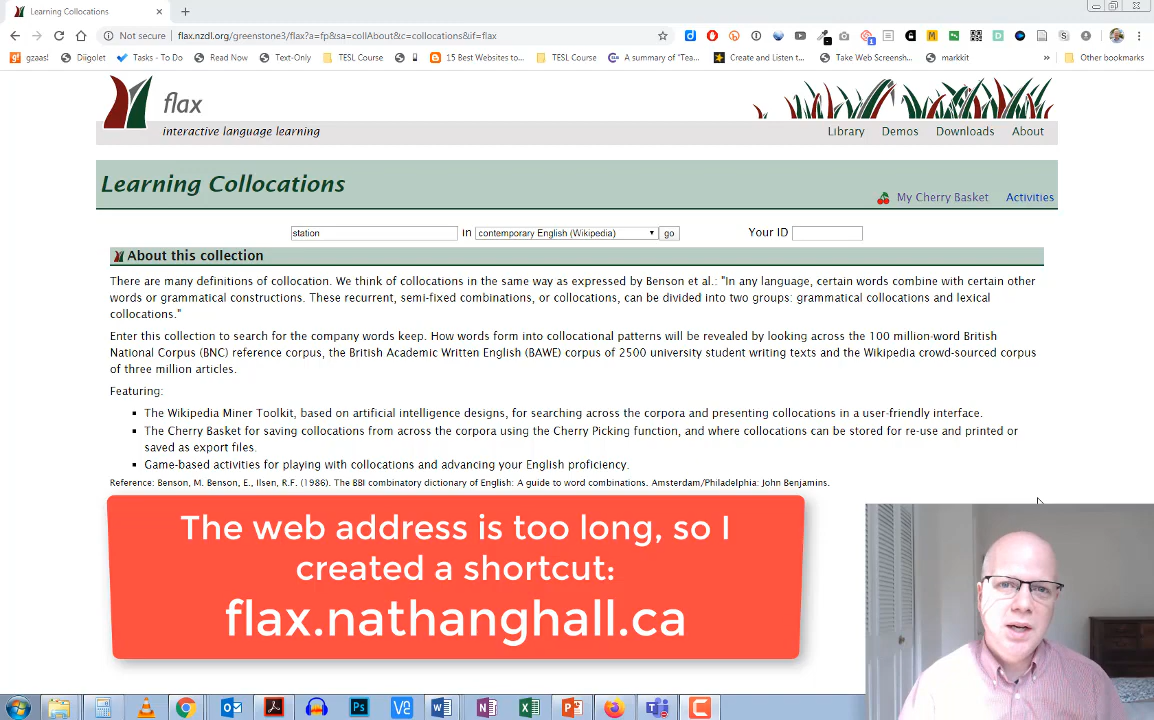 Learning Collocations
Not secure | flax.nzdl.org/greenstone3/flax?a=fp&sa=collAbout&c=collocations&if=flax
gzaas!
Diigolet
Tasks - To Do
Read Now
Text-Only
TESL Course
15 Best Websites to...
TESL Course
A summary of "Tea...
Create and Listen t...
Take Web Screensh...
markkit
»
Other bookmarks
flax
interactive language learning
Library Demos Downloads About
Learning Collocations
My Cherry Basket Activities
station in contemporary English (Wikipedia) go Your ID
About this collection
There are many definitions of collocation. We think of collocations in the same way as expressed by Benson et al.: "In any language, certain words combine with certain other
words or grammatical constructions. These recurrent, semi-fixed combinations, or collocations, can be divided into two groups: grammatical collocations and lexical
collocations."
Enter this collection to search for the company words keep. How words form into collocational patterns will be revealed by looking across the 100 million-word British
National Corpus (BNC) reference corpus, the British Academic Written English (BAWE) corpus of 2500 university student writing texts and the Wikipedia crowd-sourced corpus
of three million articles.
Featuring:
The Wikipedia Miner Toolkit, based on artificial intelligence designs, for searching across the corpora and presenting collocations in a user-friendly interface.
The Cherry Basket for saving collocations from across the corpora using the Cherry Picking function, and where collocations can be stored for re-use and printed or
saved as export files.
Game-based activities for playing with collocations and advancing your English proficiency.
Reference: Benson, M. Benson, E., Ilsen, R.F. (1986). The BBI combinatory dictionary of English: A guide to word combinations. Amsterdam/Philadelphia: John Benjamins.
The web address is too long, so I
created a shortcut:
flax.nathanghall.ca